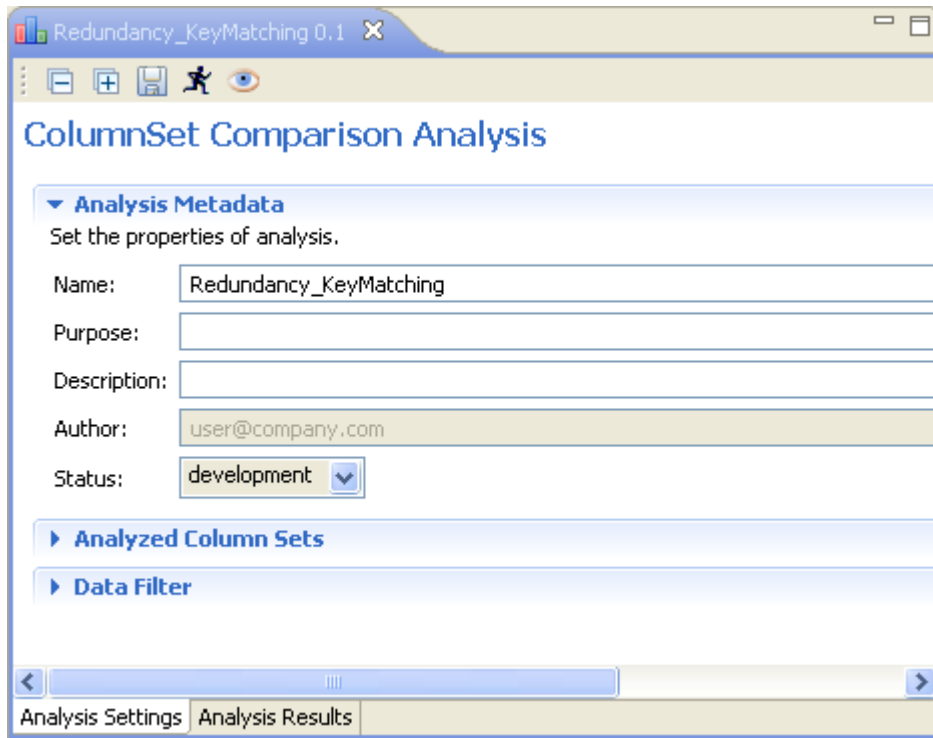 Redundancy_KeyMatching 0.1
ColumnSet Comparison Analysis
Analysis Metadata
Set the properties of analysis.
Name: Redundancy_KeyMatching
Purpose:
Description:
Author: user@company.com
Status: development
Analyzed Column Sets
Data Filter
Analysis Settings Analysis Results